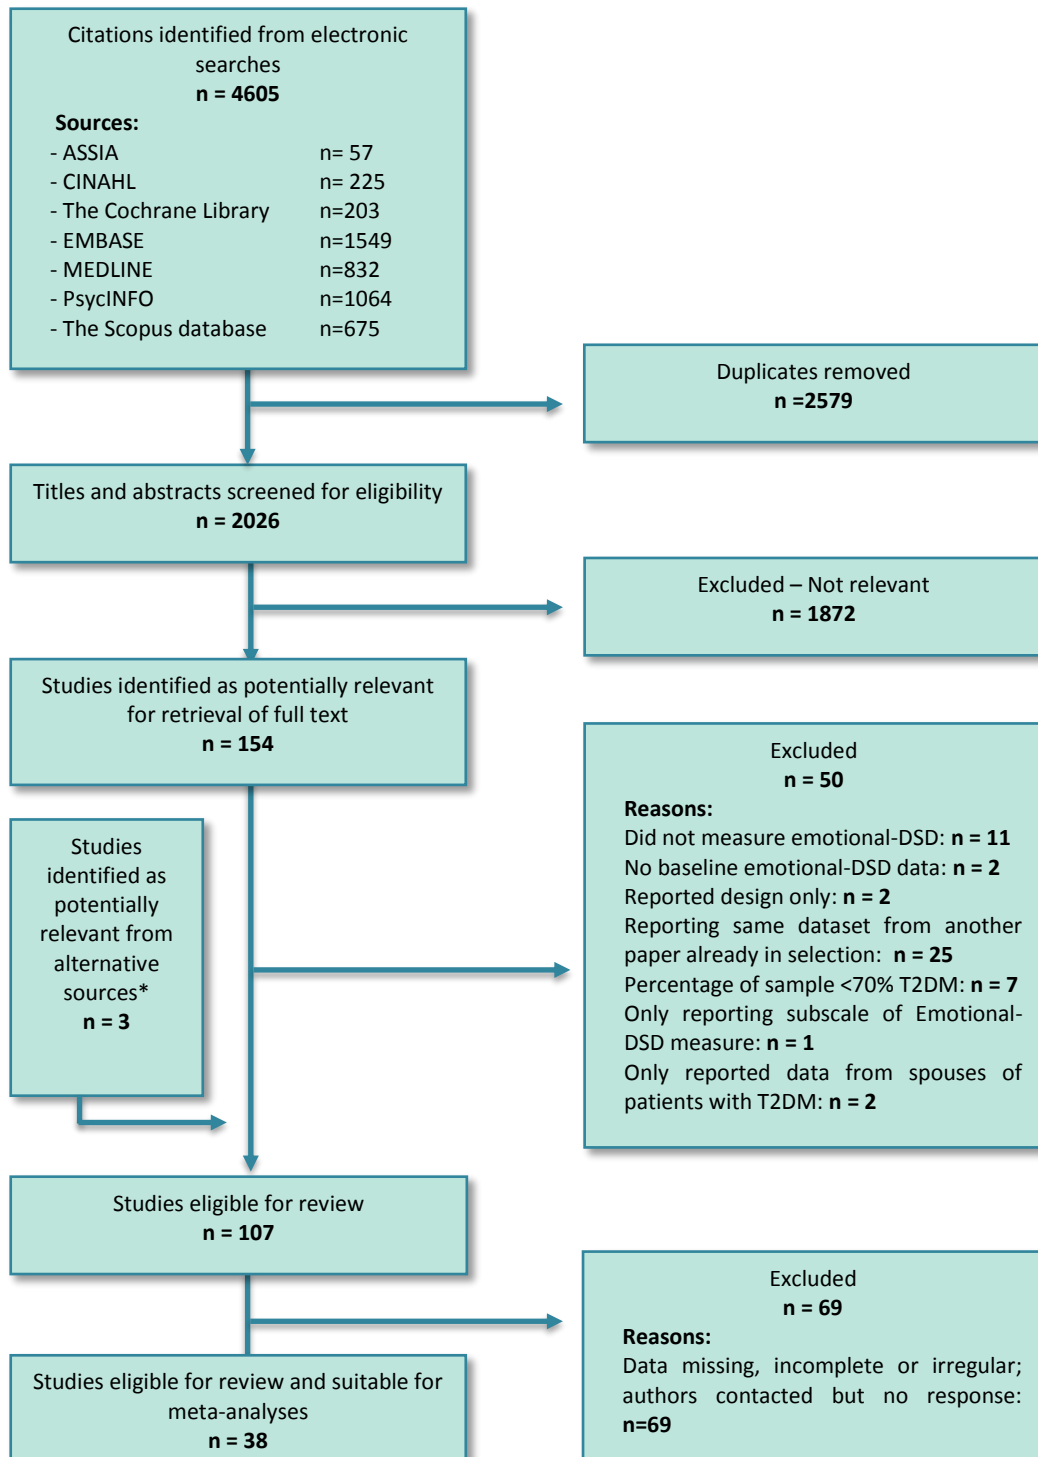 Citations identified from electronic
searches
n = 4605
Sources:
- ASSIA n= 57
- CINAHL n= 225
- The Cochrane Library n=203
- EMBASE n=1549
- MEDLINE n=832
- PsycINFO n=1064
- The Scopus database n=675
Duplicates removed
n =2579
Titles and abstracts screened for eligibility
n = 2026
Excluded – Not relevant
n = 1872
Studies identified as potentially relevant
for retrieval of full text
n = 154
Excluded
n = 50
Reasons:
Did not measure emotional-DSD: n = 11
No baseline emotional-DSD data: n = 2
Reported design only: n = 2
Reporting same dataset from another
paper already in selection: n = 25
Percentage of sample <70% T2DM: n = 7
Only reporting subscale of Emotional-
DSD measure: n = 1
Only reported data from spouses of
patients with T2DM: n = 2
Studies
identified as
potentially
relevant from
alternative
sources*
n = 3
Studies eligible for review
n = 107
Excluded
n = 69
Reasons:
Data missing, incomplete or irregular;
authors contacted but no response:
n=69
Studies eligible for review and suitable for
meta-analyses
n = 38